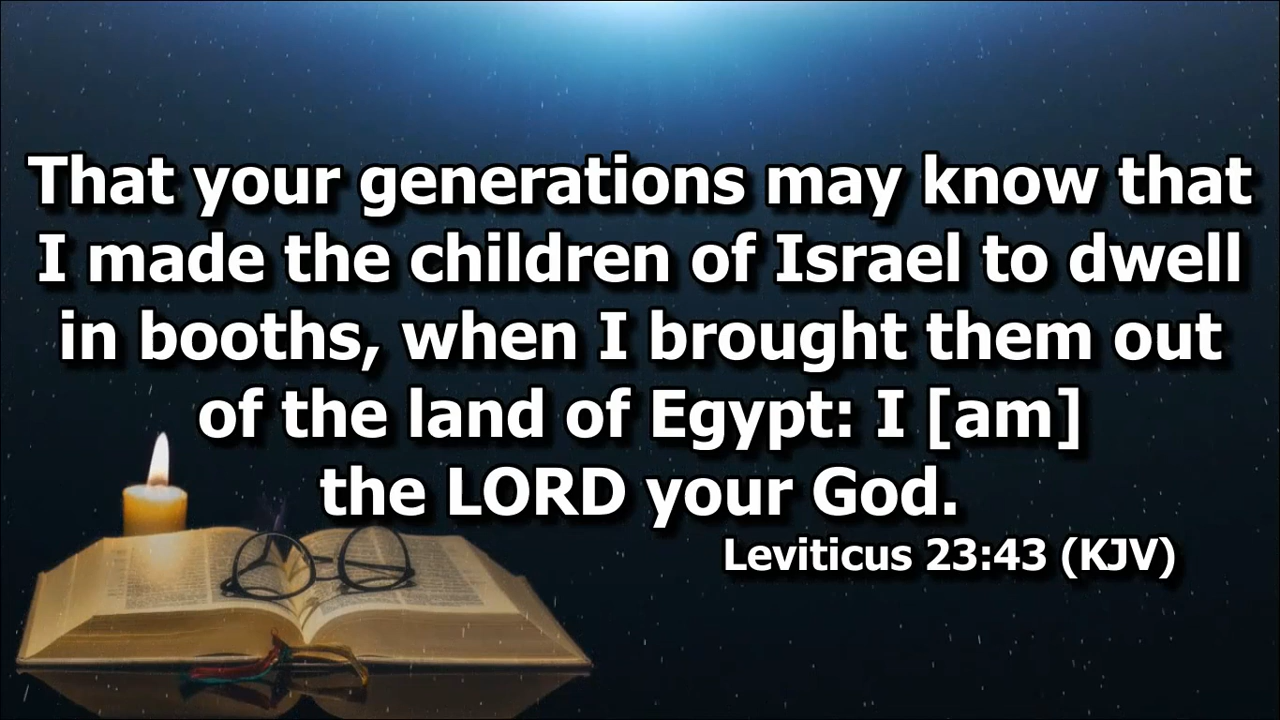 That your generations may know that
I made the children of Israel to dwell
in booths, when I brought them out
of the land of Egypt: I [am]
the LORD your God.
Leviticus 23:43 (KJV)